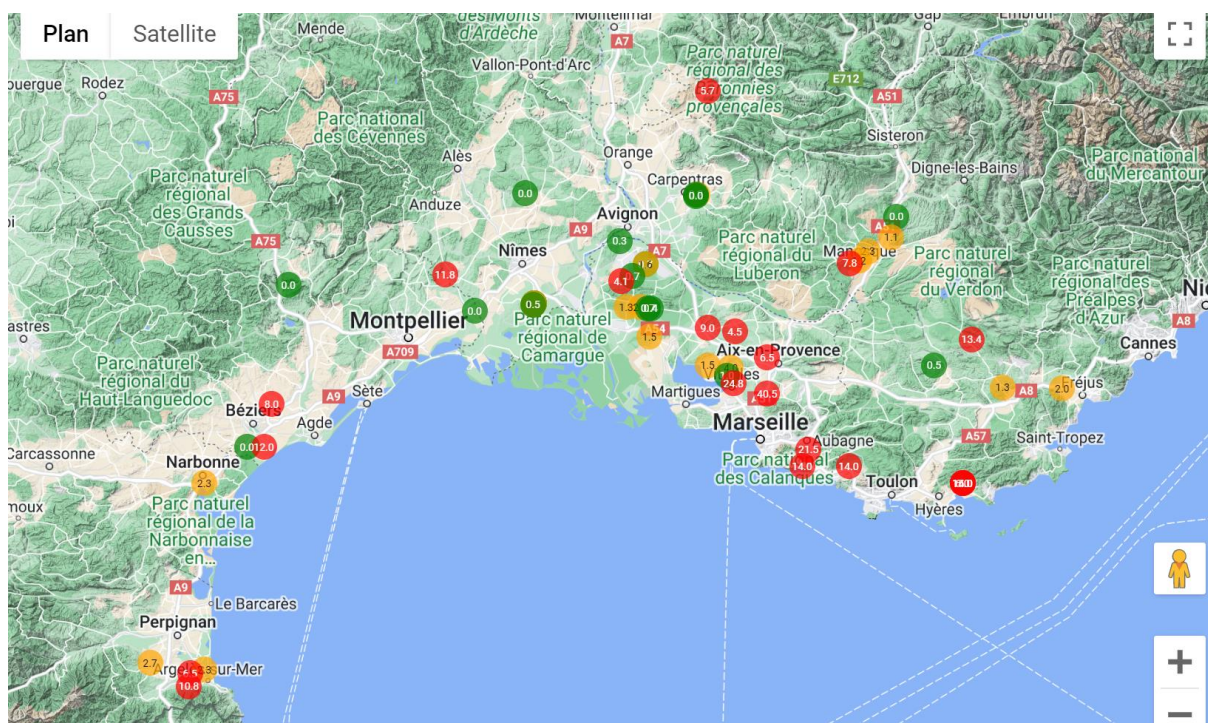 Plan
Satellite
Mende
des Monts
d'Ardèche
Montélimar
Gap
Embrun
A7
Rodez
A75
Vallon-Pont-d'Arc
Parc naturel
régional des
provençales
5.7
E712
A51
Parc national
des Cévennes
Sisteron
Alès
Orange
Digne-les-Bains
Parc national
du Mercantour
Parc naturel
régional
des Grands
Causses
Anduze
0.0
Carpentras
0.0
Avignon
0.0
A75
A9
0.3
A7
1.1
Nîmes
Parc naturel
régional du
Luberon
7.8
Parc naturel
régional
du Verdon
Parc naturel
régional des
Préalpes
d'Azur
11.8
4.1
0.0
0.5
0.0
Montpellier
Parc naturel
régional de
Camargue
A54
1.5
9.0
4.5
13.4
A8
Cannes
A709
Aix-en-Provence
6.5
1.5
0.5
Parc naturel
régional du
Haut-Languedoc
Sète
A9
Martigues
24.8
40.5
1.3
A8
2.0
Fréjus
8.0
Béziers
Agde
Marseille
A57
Saint-Tropez
Carcassonne
0.0
12.0
Aubagne
21.5
Narbonne
2.3
Parc national
des Calanques
14.0
14.0
Toulon
Hyères
Parc naturel
régional de la
Narbonnaise
en...
A9
Le Barcarès
Perpignan
2.7
6.5
10.8